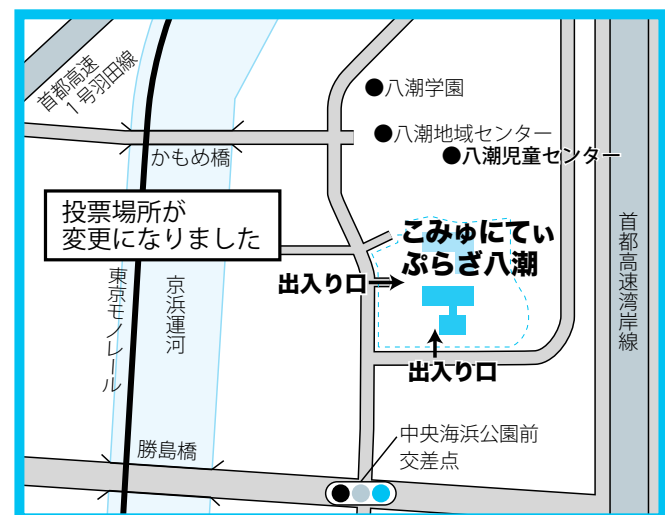 首都高速
1号羽田線
●八潮学園
●八潮地域センター
●八潮児童センター
かもめ橋
投票場所が
変更になりました
こみゅにてぃ
ぷらざ八潮
出入り口
出入り口
東京モノレール
京浜運河
首都高速湾岸線
勝島橋
中央海浜公園前
交差点